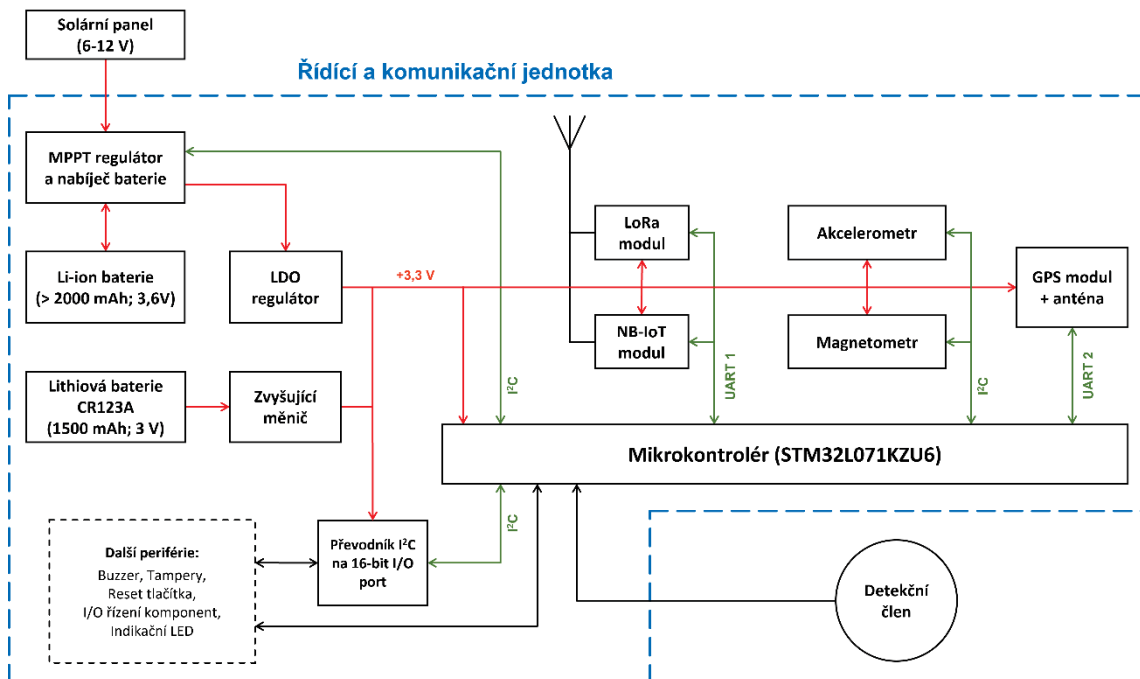 Solární panel
(6-12 V)
Řídící a komunikační jednotka
MPPT regulátor
a nabíječ baterie
LoRa
modul
Akcelerometr
Li-ion baterie
(> 2000 mAh; 3,6V)
LDO
regulátor
+3,3 V
GPS modul
+ anténa
NB-IoT
modul
Magnetometr
Lithiová baterie
CR123A
(1500 mAh; 3 V)
Zvyšující
měnič
I²C
UART 1
I²C
UART 2
Mikrokontrolér (STM32L071KZU6)
I²C
Další periférie:
Buzzer, Tampery,
Reset tlačítka,
I/O řízení komponent,
Indikační LED
Převodník I²C
na 16-bit I/O
port
Detekční
člen